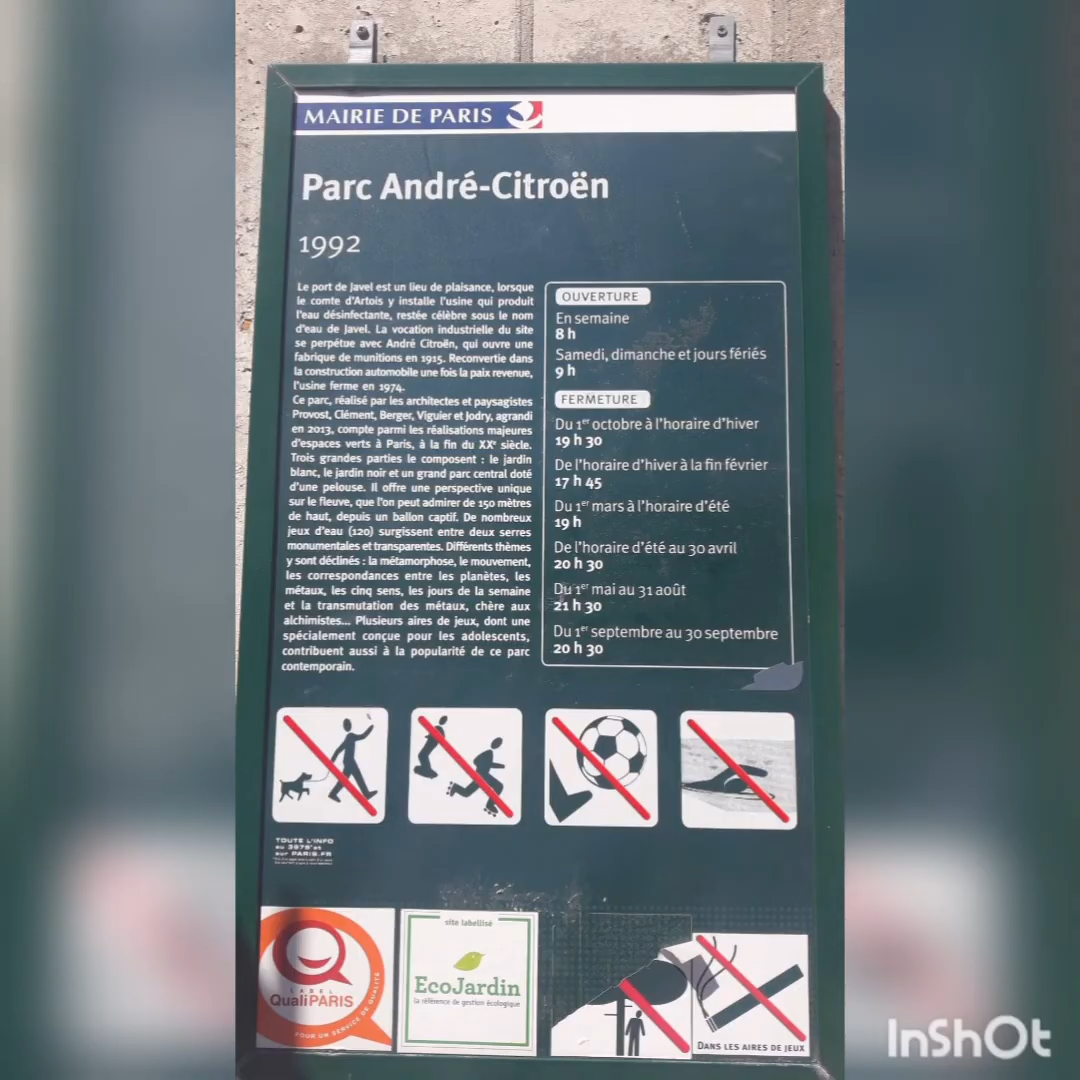 MAIRIE DE PARIS
Parc André-Citroën
1992
Le port de Javel est un lieu de plaisance, lorsque
le comte d'Artois y installe l'usine qui produit
l'eau désinfectante, restée célèbre sous le nom
d'eau de Javel. La vocation industrielle du site
se perpétue avec André Citroën, qui ouvre une
fabrique de munitions en 1915. Reconvertie dans
la construction automobile une fois la paix revenue,
l'usine ferme en 1974.
Ce parc, réalisé par les architectes et paysagistes
Provost, Clément, Berger, Viguier et Jodry, agrandi
en 2013, compte parmi les réalisations majeures
d'espaces verts à Paris, à la fin du XXe siècle.
Trois grandes parties le composent : le jardin
blanc, le jardin noir et un grand parc central doté
d'une pelouse. Il offre une perspective unique
sur le fleuve, que l'on peut admirer de 150 mètres
de haut, depuis un ballon captif. De nombreux
jeux d'eau (120) surgissent entre deux serres
monumentales et transparentes. Différents thèmes
y sont déclinés : la métamorphose, le mouvement,
les correspondances entre les planètes, les
métaux, les cinq sens, les jours de la semaine
et la transmutation des métaux, chère aux
alchimistes... Plusieurs aires de jeux, dont une
spécialement conçue pour les adolescents,
contribuent aussi à la popularité de ce parc
contemporain.
OUVERTURE
En semaine
8 h
Samedi, dimanche et jours fériés
9 h
FERMETURE
Du 1er octobre à l'horaire d'hiver
19 h 30
De l'horaire d'hiver à la fin février
17 h 45
Du 1er mars à l'horaire d'été
19 h
De l'horaire d'été au 30 avril
20 h 30
Du 1er mai au 31 août
21 h 30
Du 1er septembre au 30 septembre
20 h 30
TOUTE L'INFO
au 3975* et
sur PARIS.FR
LABEL
QualiPARIS
POUR UN SERVICE DE QUALITÉ
site labellisé
EcoJardin
la référence de gestion écologique
DANS LES AIRES DE JEUX
InShOt